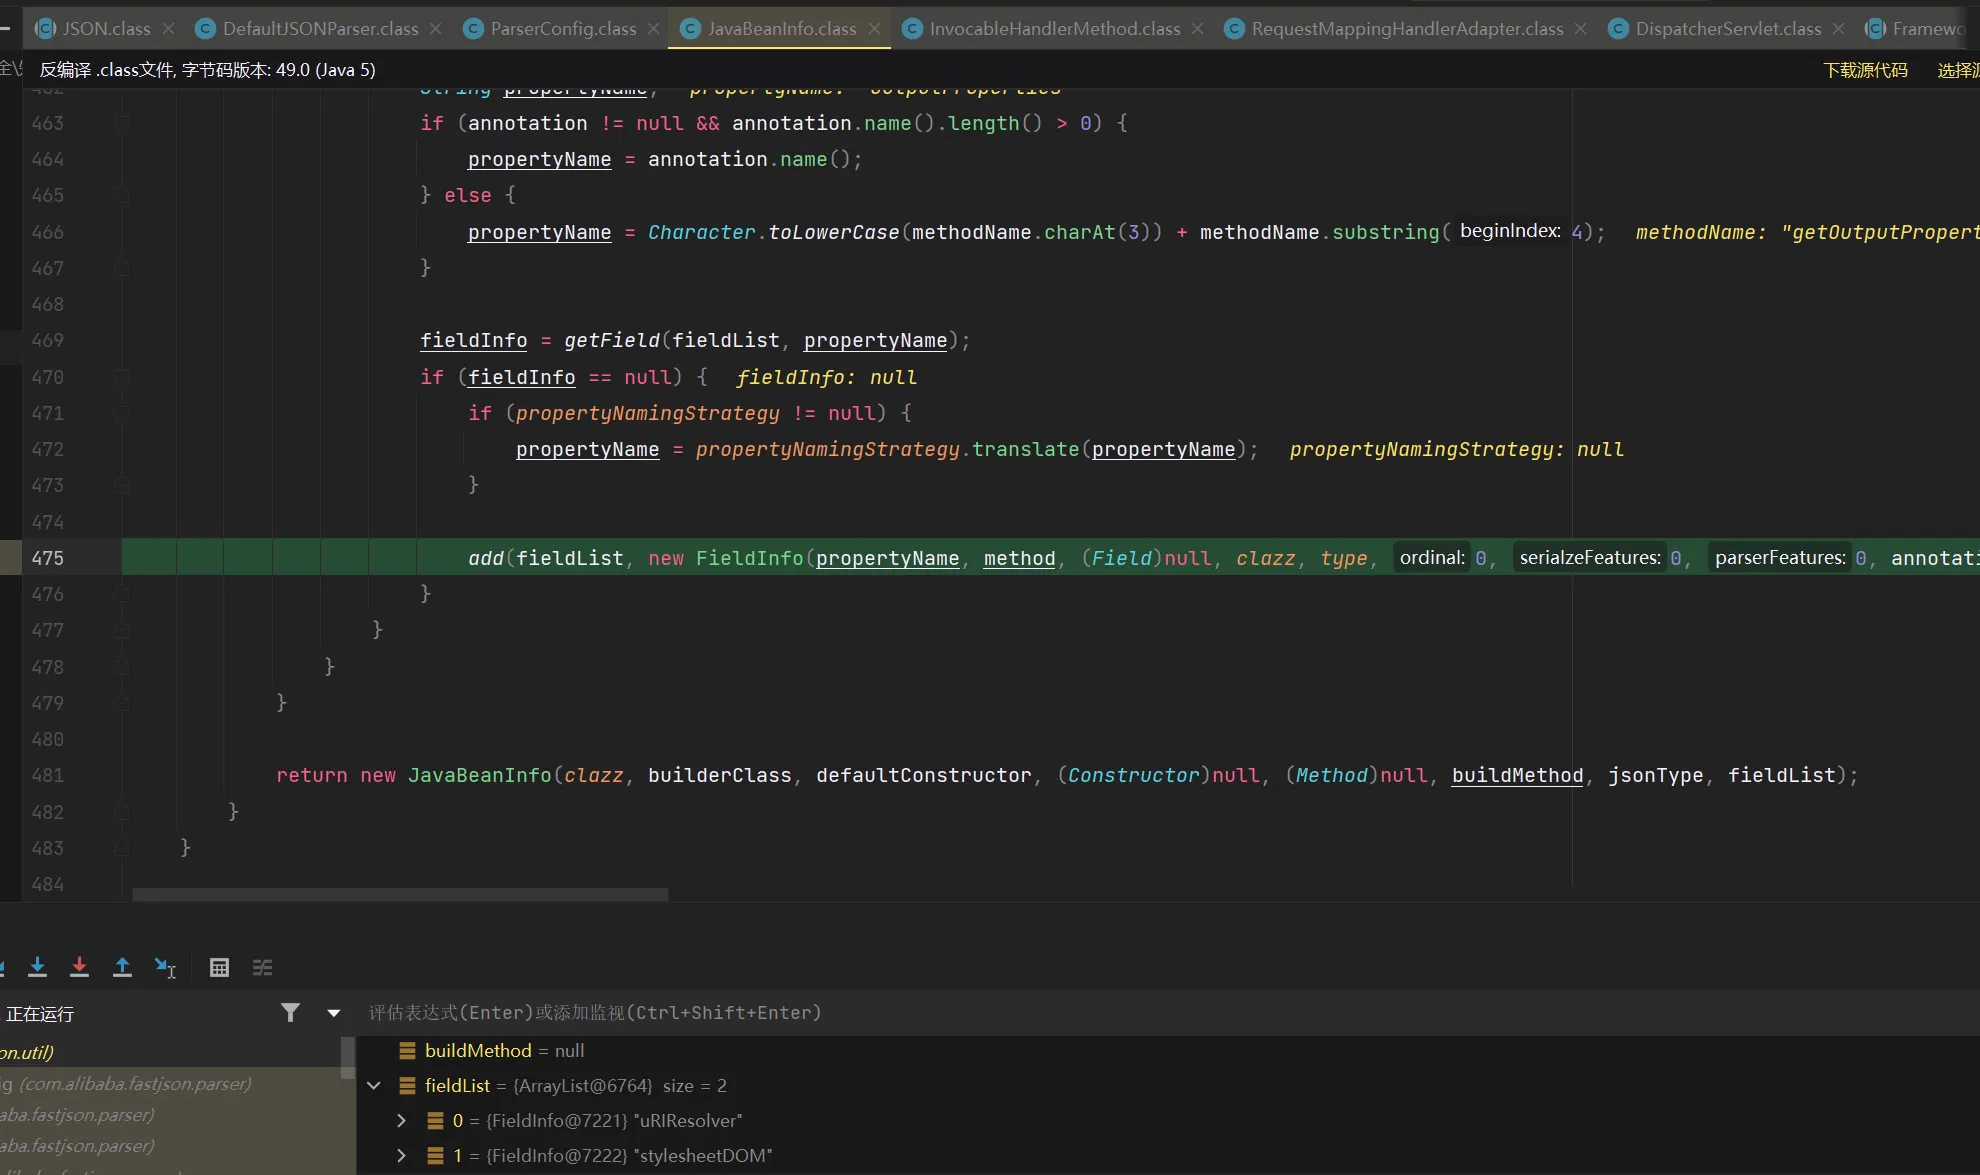 JSON.class DefaultJSONParser.class ParserConfig.class JavaBeanInfo.class InvocableHandlerMethod.class RequestMappingHandlerAdapter.class DispatcherServlet.class Framewo
反编译 .class文件, 字节码版本: 49.0 (Java 5) 下载源代码 选择源
462 String propertyName; propertyName: "outputProperties"
463 if (annotation != null && annotation.name().length() > 0) {
464 propertyName = annotation.name();
465 } else {
466 propertyName = Character.toLowerCase(methodName.charAt(3)) + methodName.substring( beginIndex: 4); methodName: "getOutputPropert
467 }
468
469 fieldInfo = getField(fieldList, propertyName);
470 if (fieldInfo == null) { fieldInfo: null
471 if (propertyNamingStrategy != null) {
472 propertyName = propertyNamingStrategy.translate(propertyName); propertyNamingStrategy: null
473 }
474
475 add(fieldList, new FieldInfo(propertyName, method, (Field)null, clazz, type, ordinal: 0, serialzeFeatures: 0, parserFeatures: 0, annotati
476 }
477 }
478 }
479 }
480
481 return new JavaBeanInfo(clazz, builderClass, defaultConstructor, (Constructor)null, (Method)null, buildMethod, jsonType, fieldList);
482 }
483 }
484
正在运行 评估表达式(Enter)或添加监视(Ctrl+Shift+Enter)
on.util)
ig (com.alibaba.fastjson.parser)
aba.fastjson.parser)
aba.fastjson.parser)
buildMethod = null
fieldList = {ArrayList@6764} size = 2
0 = {FieldInfo@7221} "uRIResolver"
1 = {FieldInfo@7222} "stylesheetDOM"